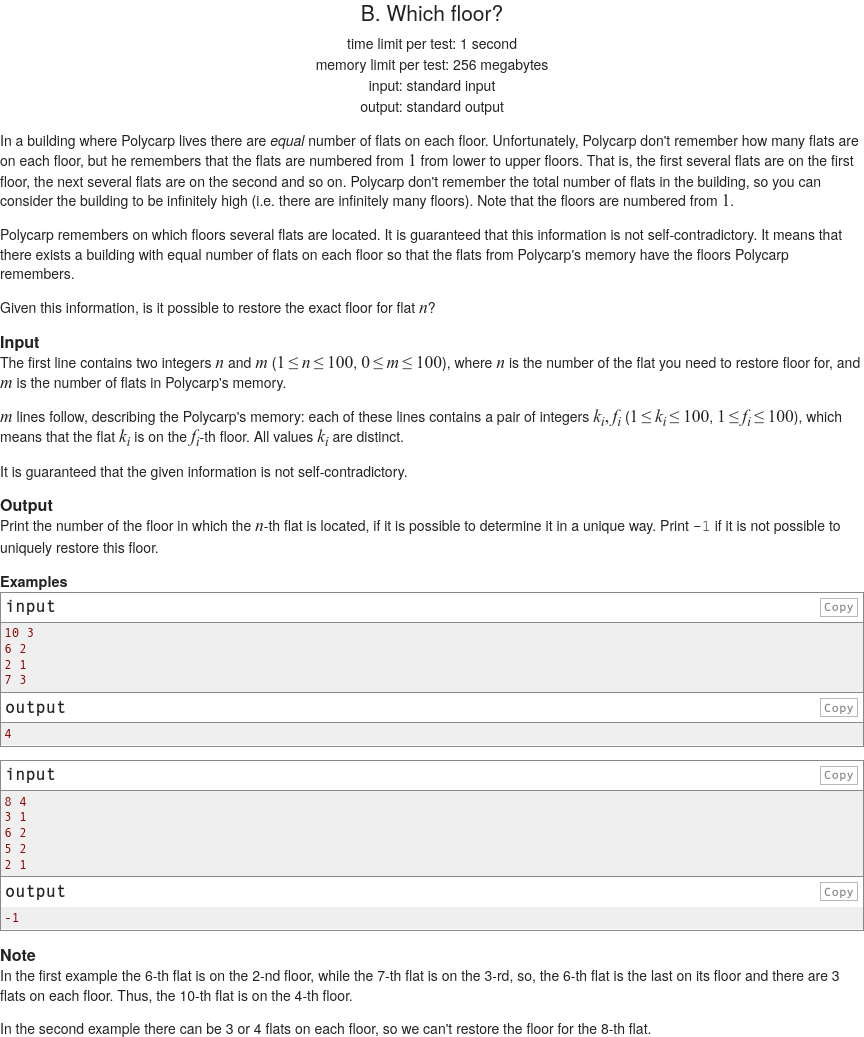 B. Which floor?
time limit per test: 1 second
memory limit per test: 256 megabytes
input: standard input
output: standard output
In a building where Polycarp lives there are equal number of flats on each floor. Unfortunately, Polycarp don't remember how many flats are
on each floor, but he remembers that the flats are numbered from 1 from lower to upper floors. That is, the first several flats are on the first
floor, the next several flats are on the second and so on. Polycarp don't remember the total number of flats in the building, so you can
consider the building to be infinitely high (i.e. there are infinitely many floors). Note that the floors are numbered from 1.
Polycarp remembers on which floors several flats are located. It is guaranteed that this information is not self-contradictory. It means that
there exists a building with equal number of flats on each floor so that the flats from Polycarp's memory have the floors Polycarp
remembers.
Given this information, is it possible to restore the exact floor for flat n?
Input
The first line contains two integers n and m (1 ≤ n ≤ 100, 0 ≤ m ≤ 100), where n is the number of the flat you need to restore floor for, and
m is the number of flats in Polycarp's memory.
m lines follow, describing the Polycarp's memory: each of these lines contains a pair of integers ki, fi (1 ≤ ki ≤ 100, 1 ≤ fi ≤ 100), which
means that the flat ki is on the fi-th floor. All values ki are distinct.
It is guaranteed that the given information is not self-contradictory.
Output
Print the number of the floor in which the n-th flat is located, if it is possible to determine it in a unique way. Print -1 if it is not possible to
uniquely restore this floor.
Examples
input Copy
10 3
6 2
2 1
7 3
output Copy
4
input Copy
8 4
3 1
6 2
5 2
2 1
output Copy
-1
Note
In the first example the 6-th flat is on the 2-nd floor, while the 7-th flat is on the 3-rd, so, the 6-th flat is the last on its floor and there are 3
flats on each floor. Thus, the 10-th flat is on the 4-th floor.
In the second example there can be 3 or 4 flats on each floor, so we can't restore the floor for the 8-th flat.